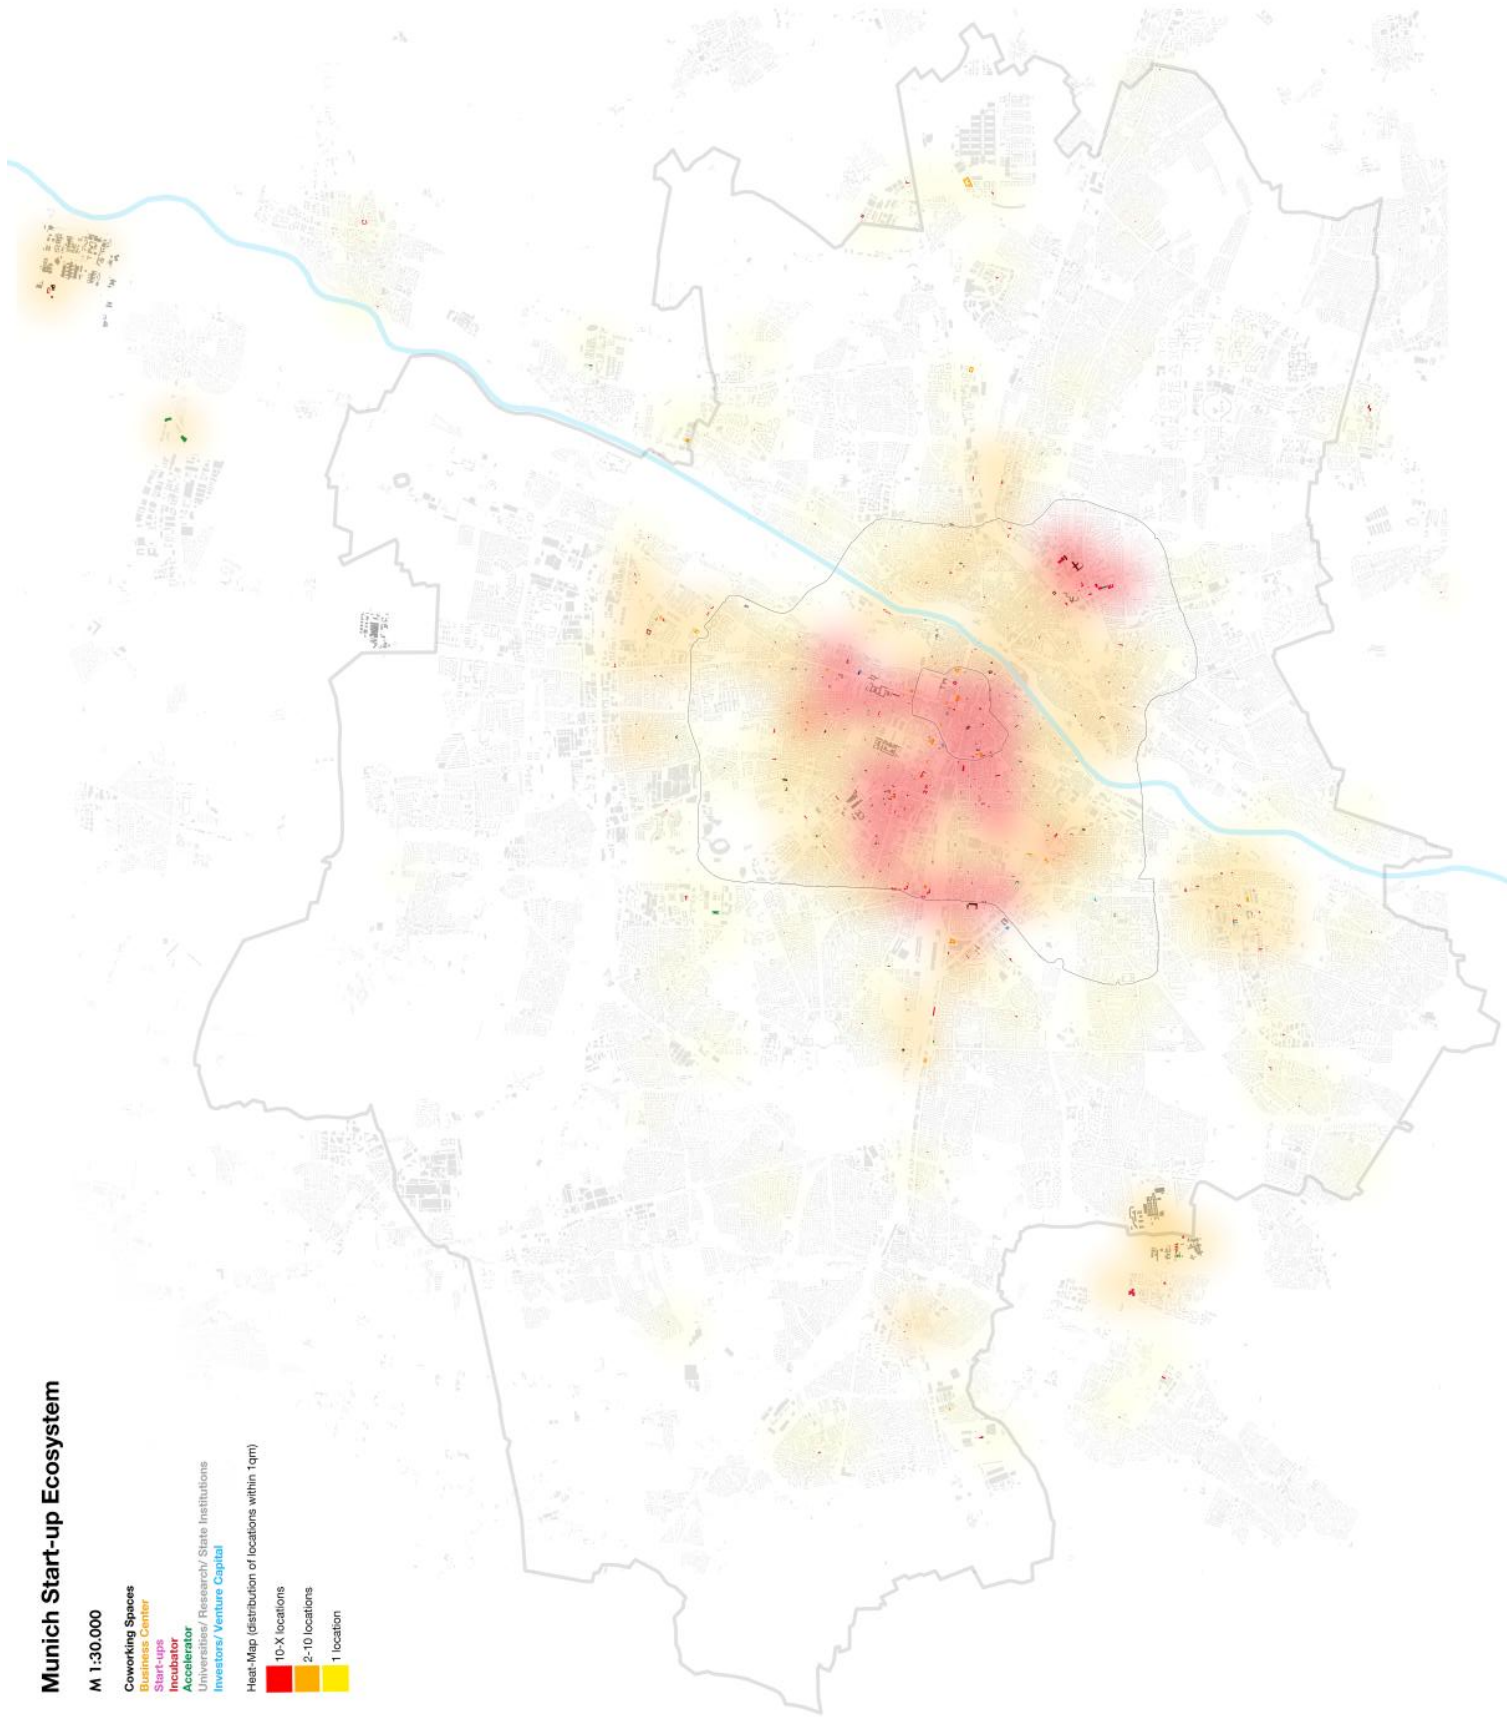 Munich Start-up Ecosystem
M 1:30.000
Coworking Spaces
Business Center
Start-ups
Incubator
Accelerator
Universities/ Research/ State Institutions
Investors/ Venture Capital
Heat-Map (distribution of locations within 1qm)
10-X locations
2-10 locations
1 location